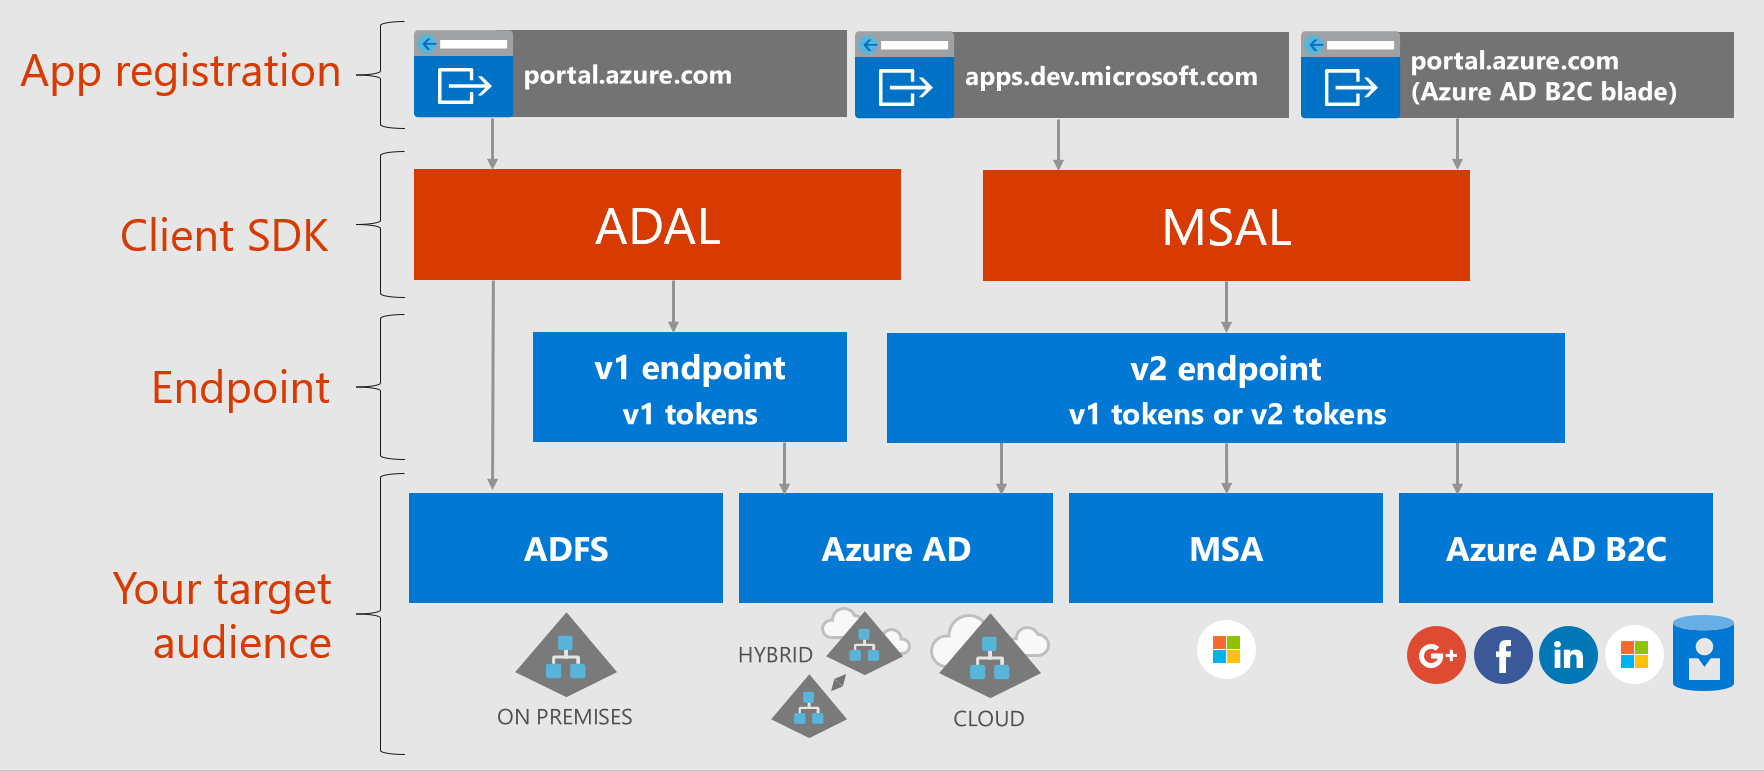 App registration
portal.azure.com
apps.dev.microsoft.com
portal.azure.com
(Azure AD B2C blade)
Client SDK
ADAL
MSAL
Endpoint
v1 endpoint
v1 tokens
v2 endpoint
v1 tokens or v2 tokens
Your target
audience
ADFS
Azure AD
MSA
Azure AD B2C
ON PREMISES
HYBRID
CLOUD
G+
f
in